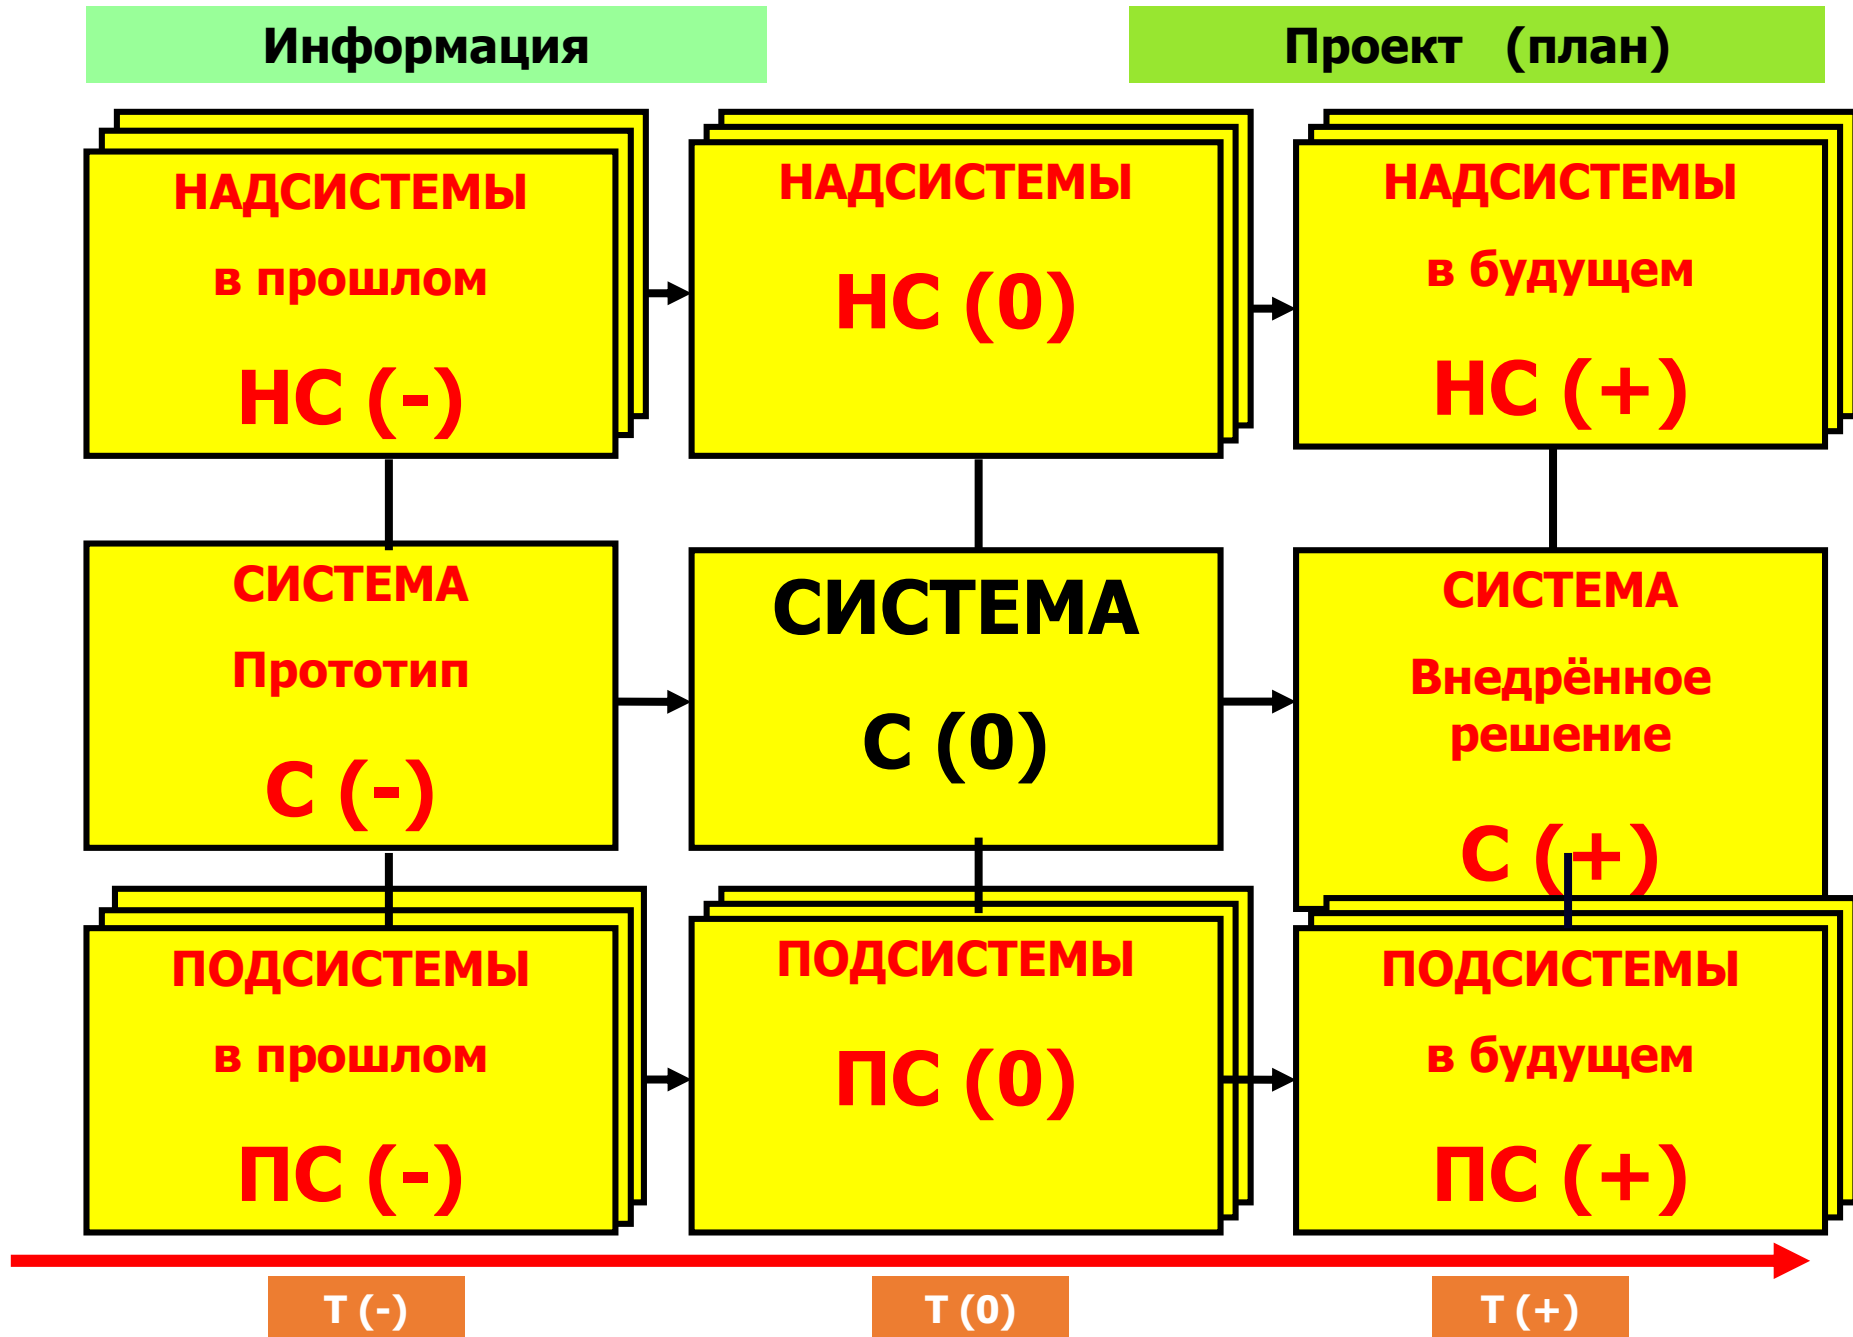 Информация
Проект (план)
НАДСИСТЕМЫ
в прошлом
НС (-)
НАДСИСТЕМЫ
НС (0)
НАДСИСТЕМЫ
в будущем
НС (+)
СИСТЕМА
Прототип
С (-)
СИСТЕМА
С (0)
СИСТЕМА
Внедрённое
решение
С (+)
ПОДСИСТЕМЫ
в прошлом
ПС (-)
ПОДСИСТЕМЫ
ПС (0)
ПОДСИСТЕМЫ
в будущем
ПС (+)
Т (-)
Т (0)
Т (+)